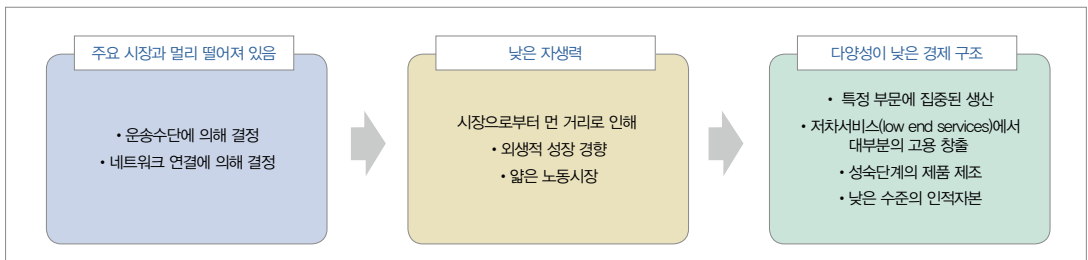 주요 시장과 멀리 떨어져 있음
• 운송수단에 의해 결정
• 네트워크 연결에 의해 결정
낮은 자생력
시장으로부터 먼 거리로 인해
• 외생적 성장 경향
• 얇은 노동시장
다양성이 낮은 경제 구조
• 특정 부문에 집중된 생산
• 저차서비스(low end services)에서
대부분의 고용 창출
• 성숙단계의 제품 제조
• 낮은 수준의 인적자본